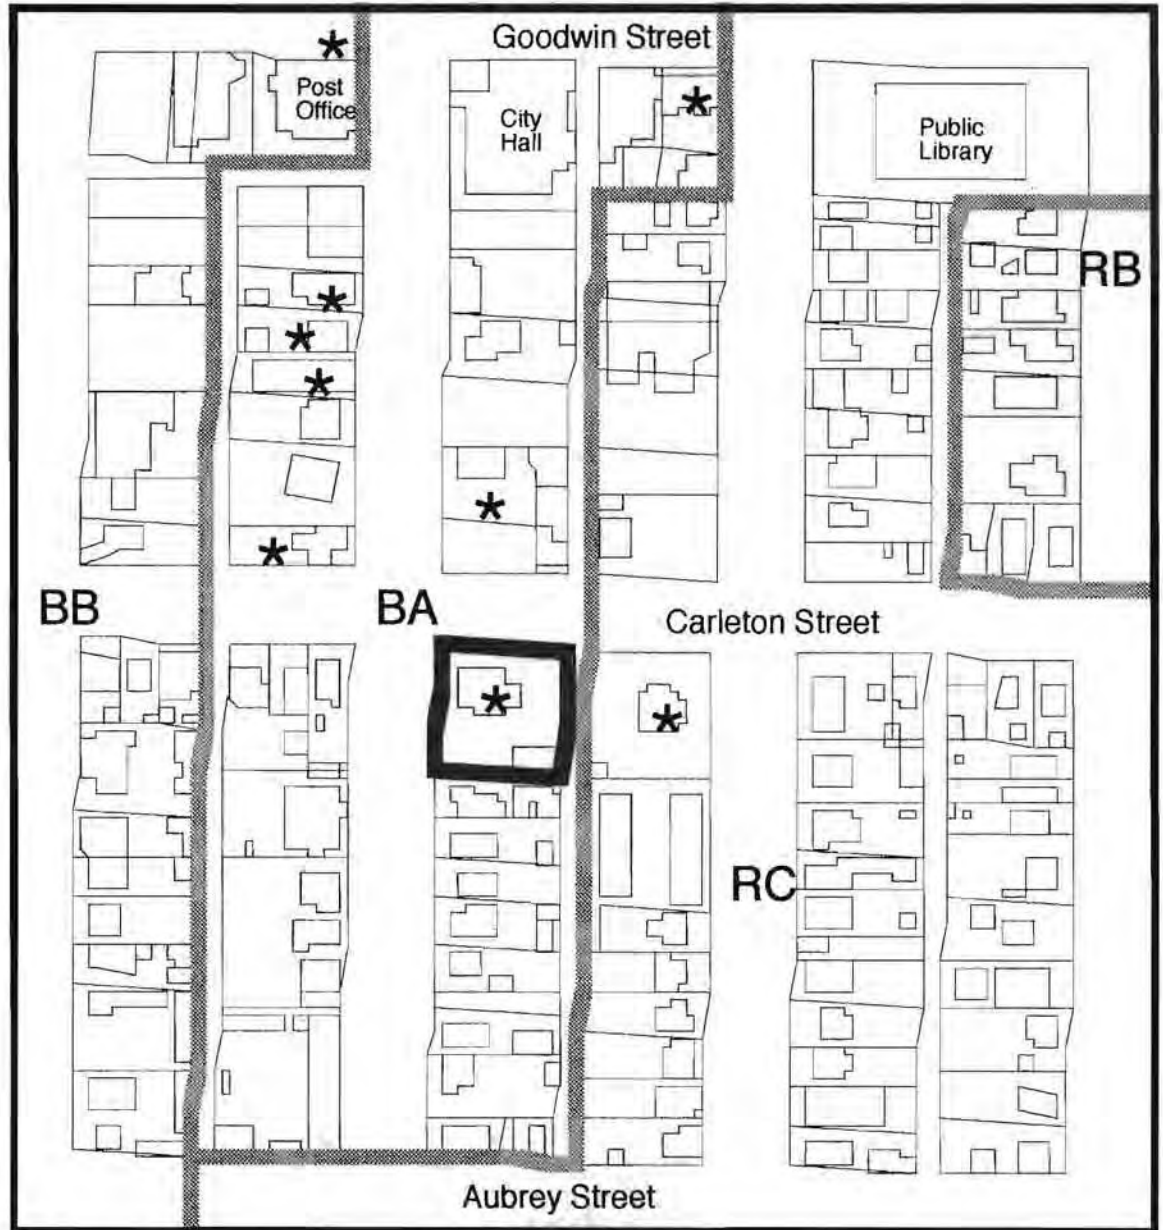 Goodwin Street
Post
Office
City
Hall
Public
Library
RB
BB
BA
Carleton Street
RC
Aubrey Street